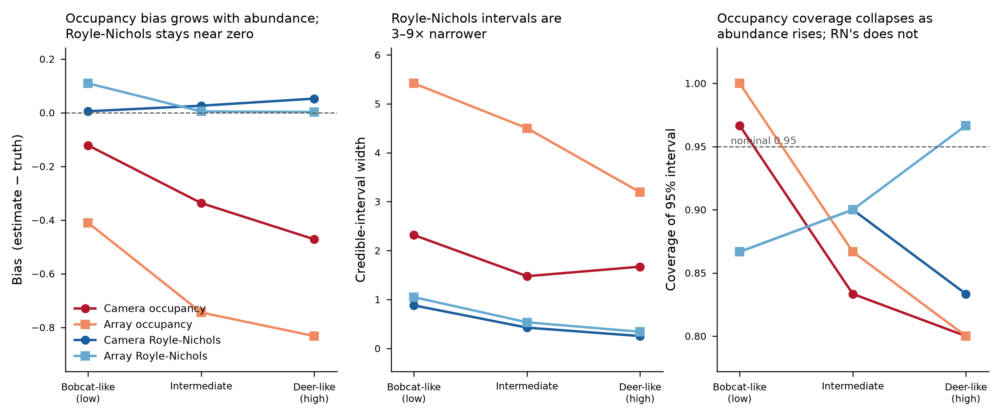 Occupancy bias grows with abundance;
Royle-Nichols stays near zero
Bias  (estimate − truth)
0.2
0.0
−0.2
−0.4
−0.6
−0.8
Camera occupancy
Array occupancy
Camera Royle-Nichols
Array Royle-Nichols
Bobcat-like
(low)
Intermediate
Deer-like
(high)
Royle-Nichols intervals are
3–9× narrower
Credible-interval width
6
5
4
3
2
1
0
Bobcat-like
(low)
Intermediate
Deer-like
(high)
Occupancy coverage collapses as
abundance rises; RN's does not
Coverage of 95% interval
1.00
0.95
0.90
0.85
0.80
nominal 0.95
Bobcat-like
(low)
Intermediate
Deer-like
(high)